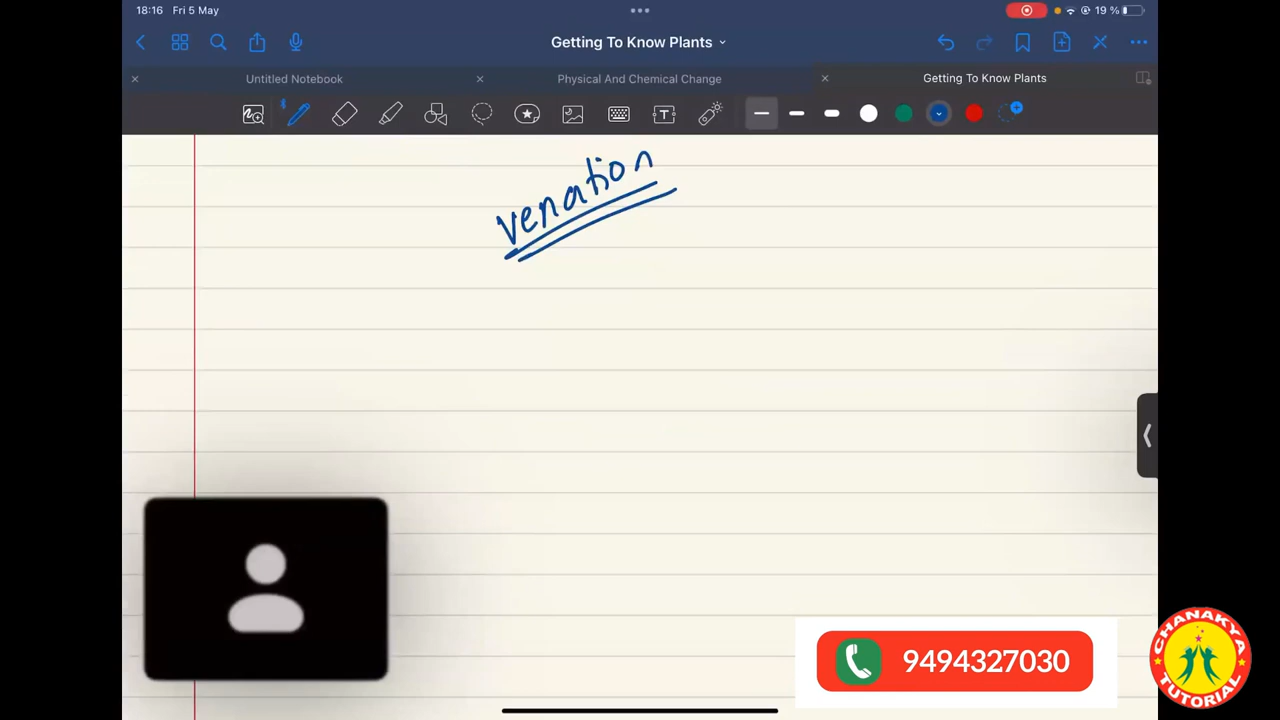 18:16 Fri 5 May
19 %
Getting To Know Plants
Untitled Notebook
Physical And Chemical Change
Getting To Know Plants
T
venation
9494327030
CHANAKYA
TUTORIAL